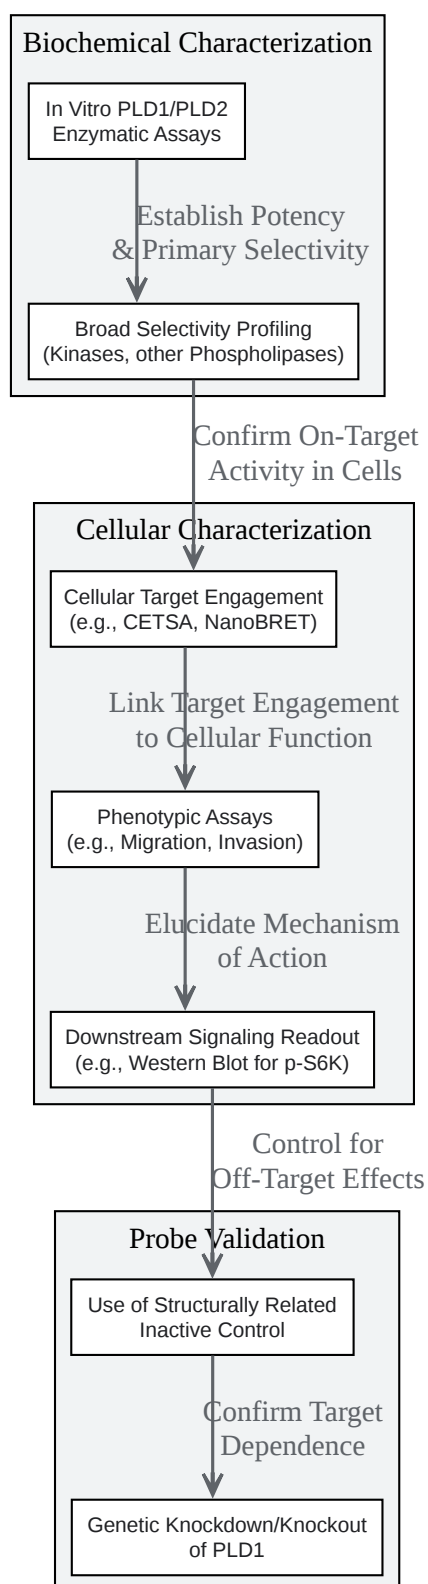 Biochemical Characterization
In Vitro PLD1/PLD2
Enzymatic Assays
Establish Potency
& Primary Selectivity
Broad Selectivity Profiling
(Kinases, other Phospholipases)
Confirm On-Target
Activity in Cells
Cellular Characterization
Cellular Target Engagement
(e.g., CETSA, NanoBRET)
Link Target Engagement
to Cellular Function
Phenotypic Assays
(e.g., Migration, Invasion)
Elucidate Mechanism
of Action
Downstream Signaling Readout
(e.g., Western Blot for p-S6K)
Control for
Off-Target Effects
Probe Validation
Use of Structurally Related
Inactive Control
Confirm Target
Dependence
Genetic Knockdown/Knockout
of PLD1